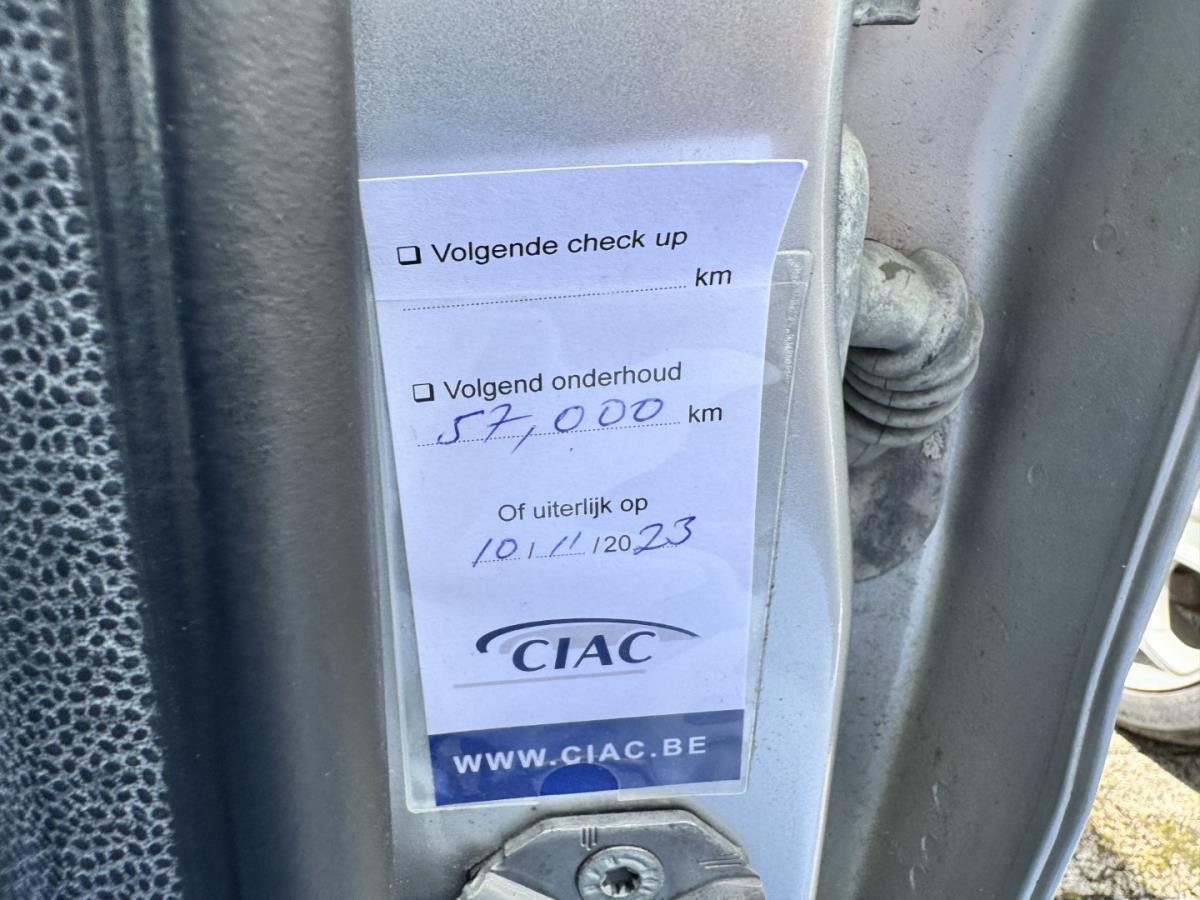 ❏ Volgende check up
km
❏ Volgend onderhoud
57,000 km
Of uiterlijk op
10/11/2023
CIAC
WWW.CIAC.BE